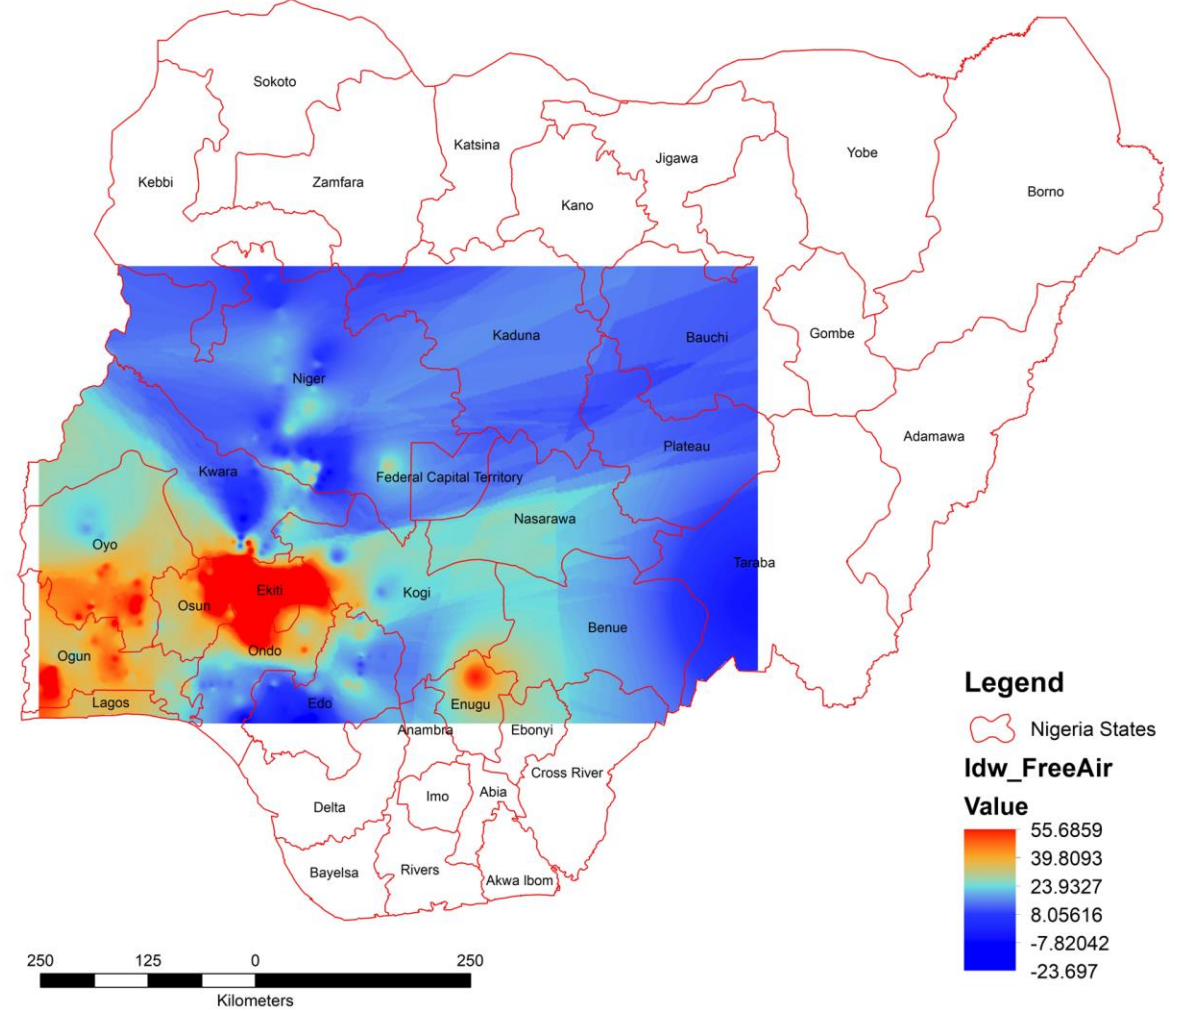 Sokoto
Katsina
Yobe
Jigawa
Kebbi
Zamfara
Borno
Kano
Gombe
Kaduna
Bauchi
Niger
Adamawa
Plateau
Kwara
Federal Capital Territory
Nasarawa
Oyo
Taraba
Ekiti
Kogi
Osun
Benue
Ondo
Ogun
Lagos
Edo
Enugu
Anambra
Ebonyi
Cross River
Abia
Imo
Delta
Rivers
Bayelsa
Akwa Ibom
Legend
Nigeria States
Idw_FreeAir
Value
55.6859
39.8093
23.9327
8.05616
-7.82042
-23.697
250 125 0 250
Kilometers